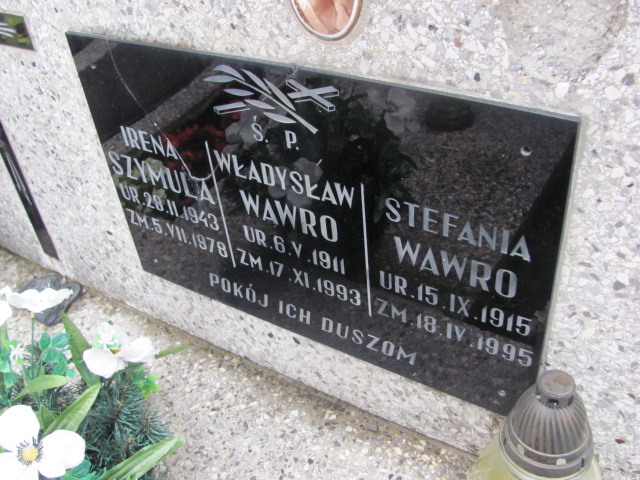 Ś. P.
IRENA
SZYMULA
UR. 28.II.1943
ZM. 5.VII.1978
WŁADYSŁAW
WAWRO
UR. 6.V.1911
ZM. 17.XI.1993
STEFANIA
WAWRO
UR. 15.IX.1915
ZM. 18.IV.1995
POKÓJ ICH DUSZOM